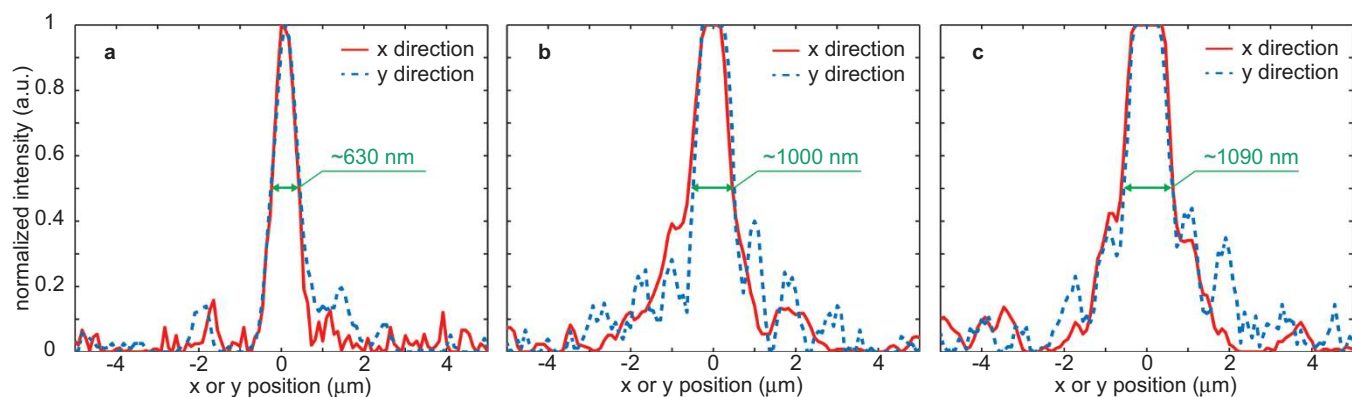 a
x direction
y direction
~630 nm
normalized intensity (a.u.)
1
0.8
0.6
0.4
0.2
0
-4 -2 0 2 4
x or y position (μm)
b
x direction
y direction
~1000 nm
-4 -2 0 2 4
x or y position (μm)
c
x direction
y direction
~1090 nm
-4 -2 0 2 4
x or y position (μm)